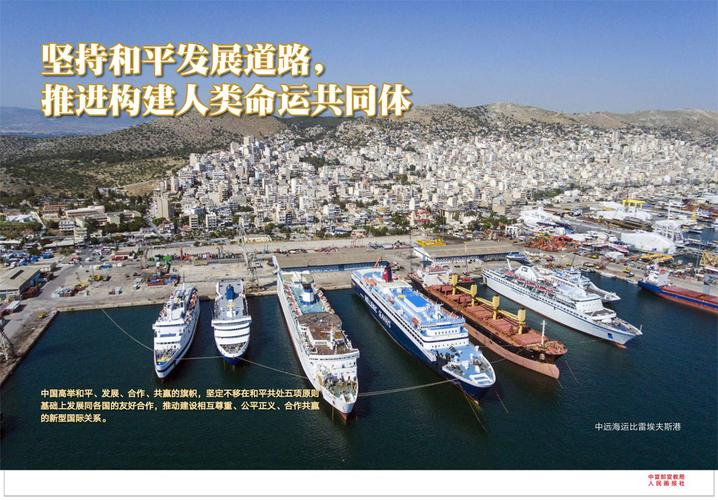 坚持和平发展道路，
推进构建人类命运共同体
中国高举和平、发展、合作、共赢的旗帜，坚定不移在和平共处五项原则
基础上发展同各国的友好合作，推动建设相互尊重、公平正义、合作共赢
的新型国际关系。
中远海运比雷埃夫斯港
中宣部宣教局
人民画报社